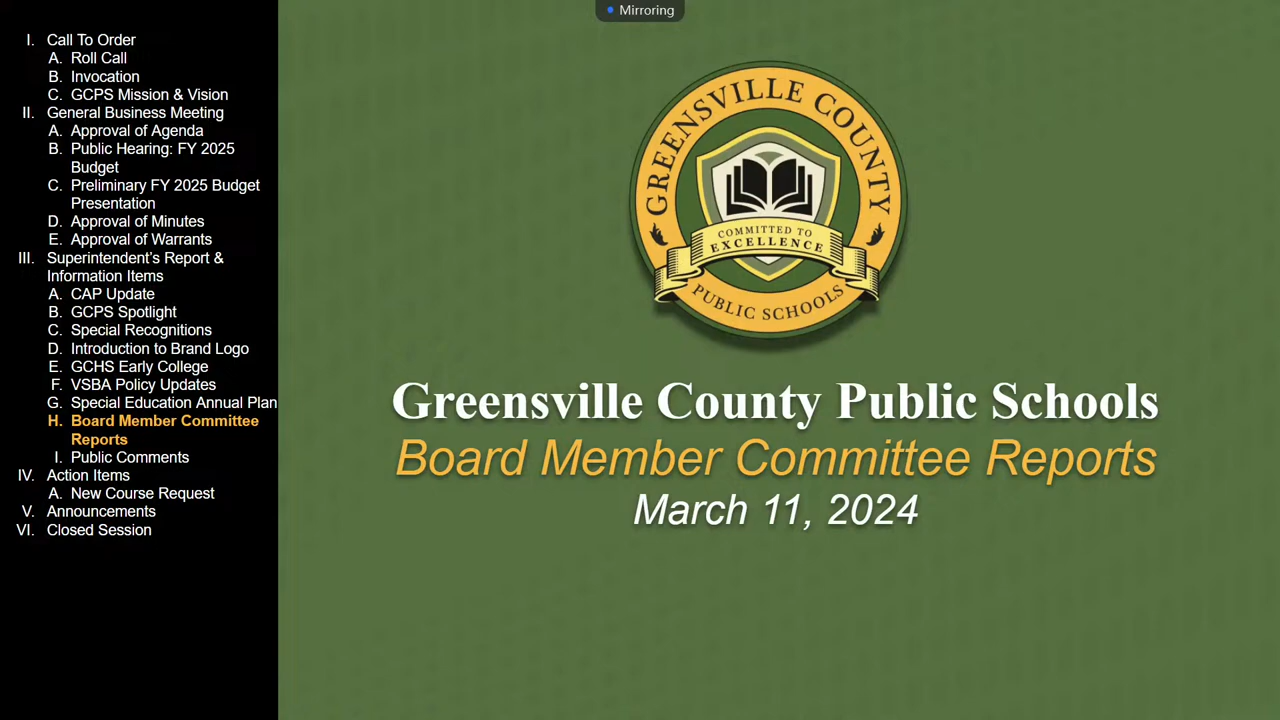 Mirroring
I. Call To Order
A. Roll Call
B. Invocation
C. GCPS Mission & Vision
II. General Business Meeting
A. Approval of Agenda
B. Public Hearing: FY 2025
Budget
C. Preliminary FY 2025 Budget
Presentation
D. Approval of Minutes
E. Approval of Warrants
III. Superintendent's Report &
Information Items
A. CAP Update
B. GCPS Spotlight
C. Special Recognitions
D. Introduction to Brand Logo
E. GCHS Early College
F. VSBA Policy Updates
G. Special Education Annual Plan
H. Board Member Committee
Reports
I. Public Comments
IV. Action Items
A. New Course Request
V. Announcements
VI. Closed Session
GREENSVILLE COUNTY
COMMITTED TO
EXCELLENCE
PUBLIC SCHOOLS
Greensville County Public Schools
Board Member Committee Reports
March 11, 2024